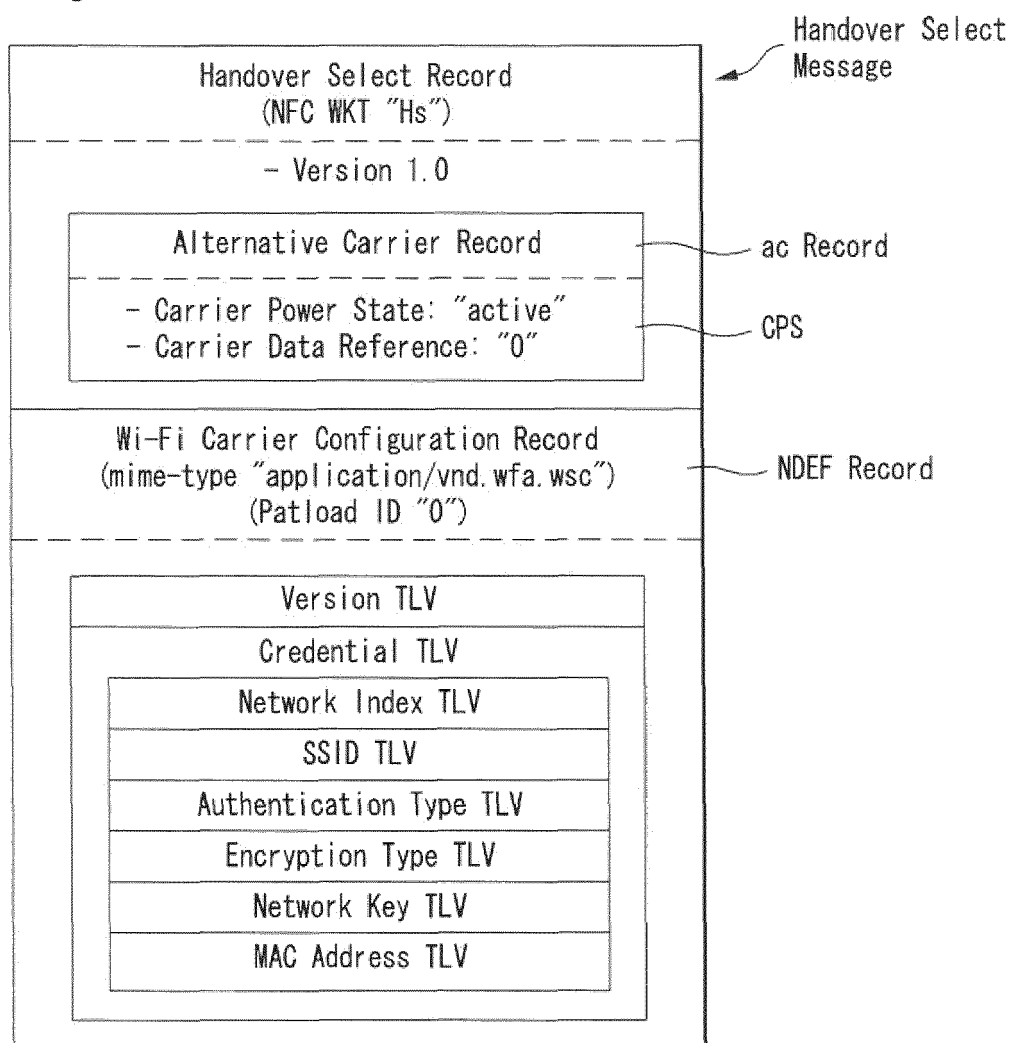 Handover Select
Message
Handover Select Record
(NFC WKT "Hs")
- Version 1.0
Alternative Carrier Record
ac Record
- Carrier Power State: "active"
- Carrier Data Reference: "0"
CPS
Wi-Fi Carrier Configuration Record
(mime-type "application/vnd.wfa.wsc")
(Patload ID "0")
NDEF Record
Version TLV
Credential TLV
Network Index TLV
SSID TLV
Authentication Type TLV
Encryption Type TLV
Network Key TLV
MAC Address TLV